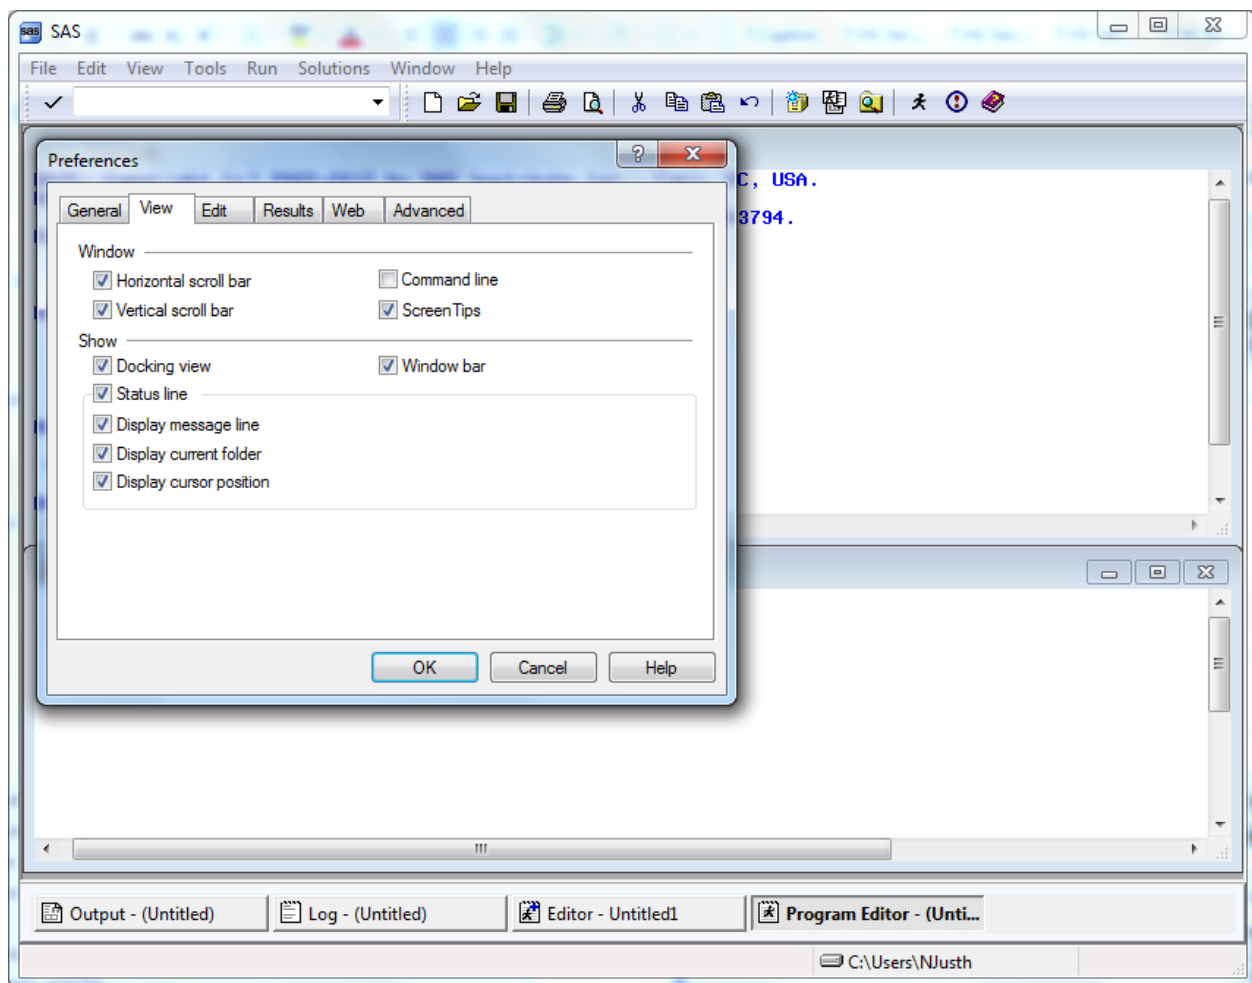 sas SAS
File Edit View Tools Run Solutions Window Help
Preferences
C, USA.
3794.
General View Edit Results Web Advanced
Window
Horizontal scroll bar Command line
Vertical scroll bar ScreenTips
Show
Docking view Window bar
Status line
Display message line
Display current folder
Display cursor position
OK Cancel Help
Output - (Untitled) Log - (Untitled) Editor - Untitled1 Program Editor - (Unti...
C:\Users\NJusth